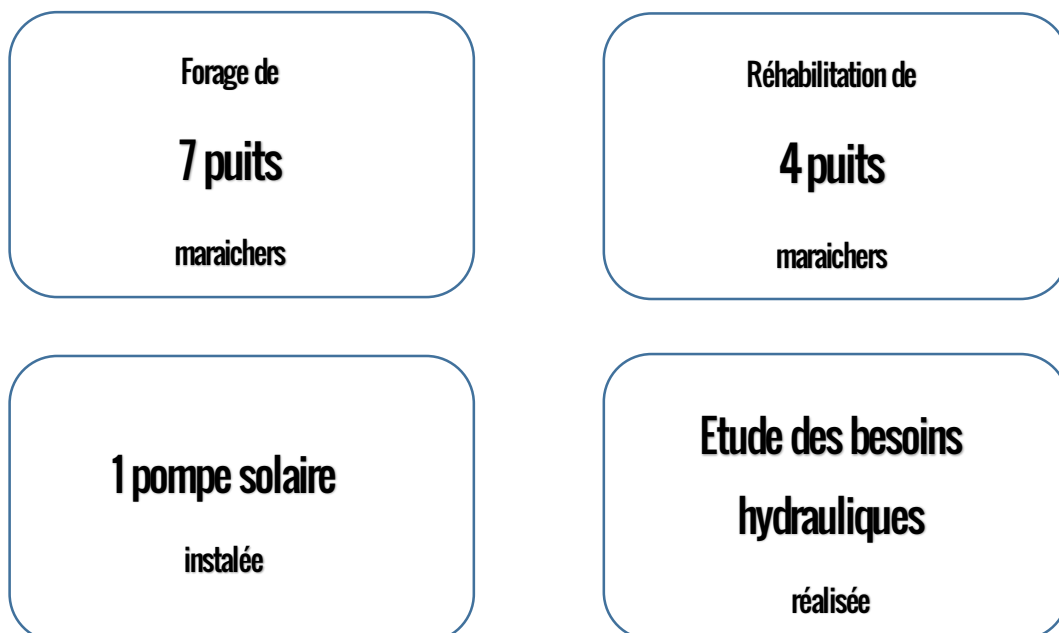 Forage de
7 puits
maraichers
Réhabilitation de
4 puits
maraichers
1 pompe solaire
instalée
Etude des besoins
hydrauliques
réalisée